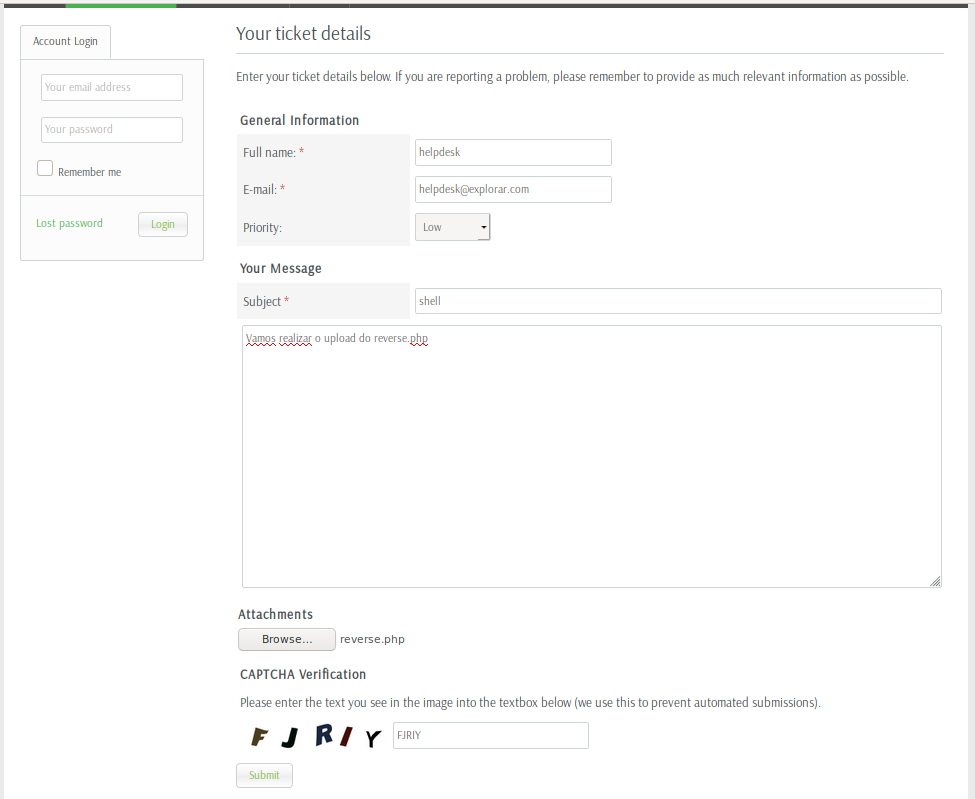 Account Login
Your email address
Your password
Remember me
Lost password
Login
Your ticket details
Enter your ticket details below. If you are reporting a problem, please remember to provide as much relevant information as possible.
General Information
Full name: *
helpdesk
E-mail: *
helpdesk@explorar.com
Priority:
Low
Your Message
Subject *
shell
Vamos realizar o upload do reverse.php
Attachments
Browse...
reverse.php
CAPTCHA Verification
Please enter the text you see in the image into the textbox below (we use this to prevent automated submissions).
F J R I Y
FJRIY
Submit